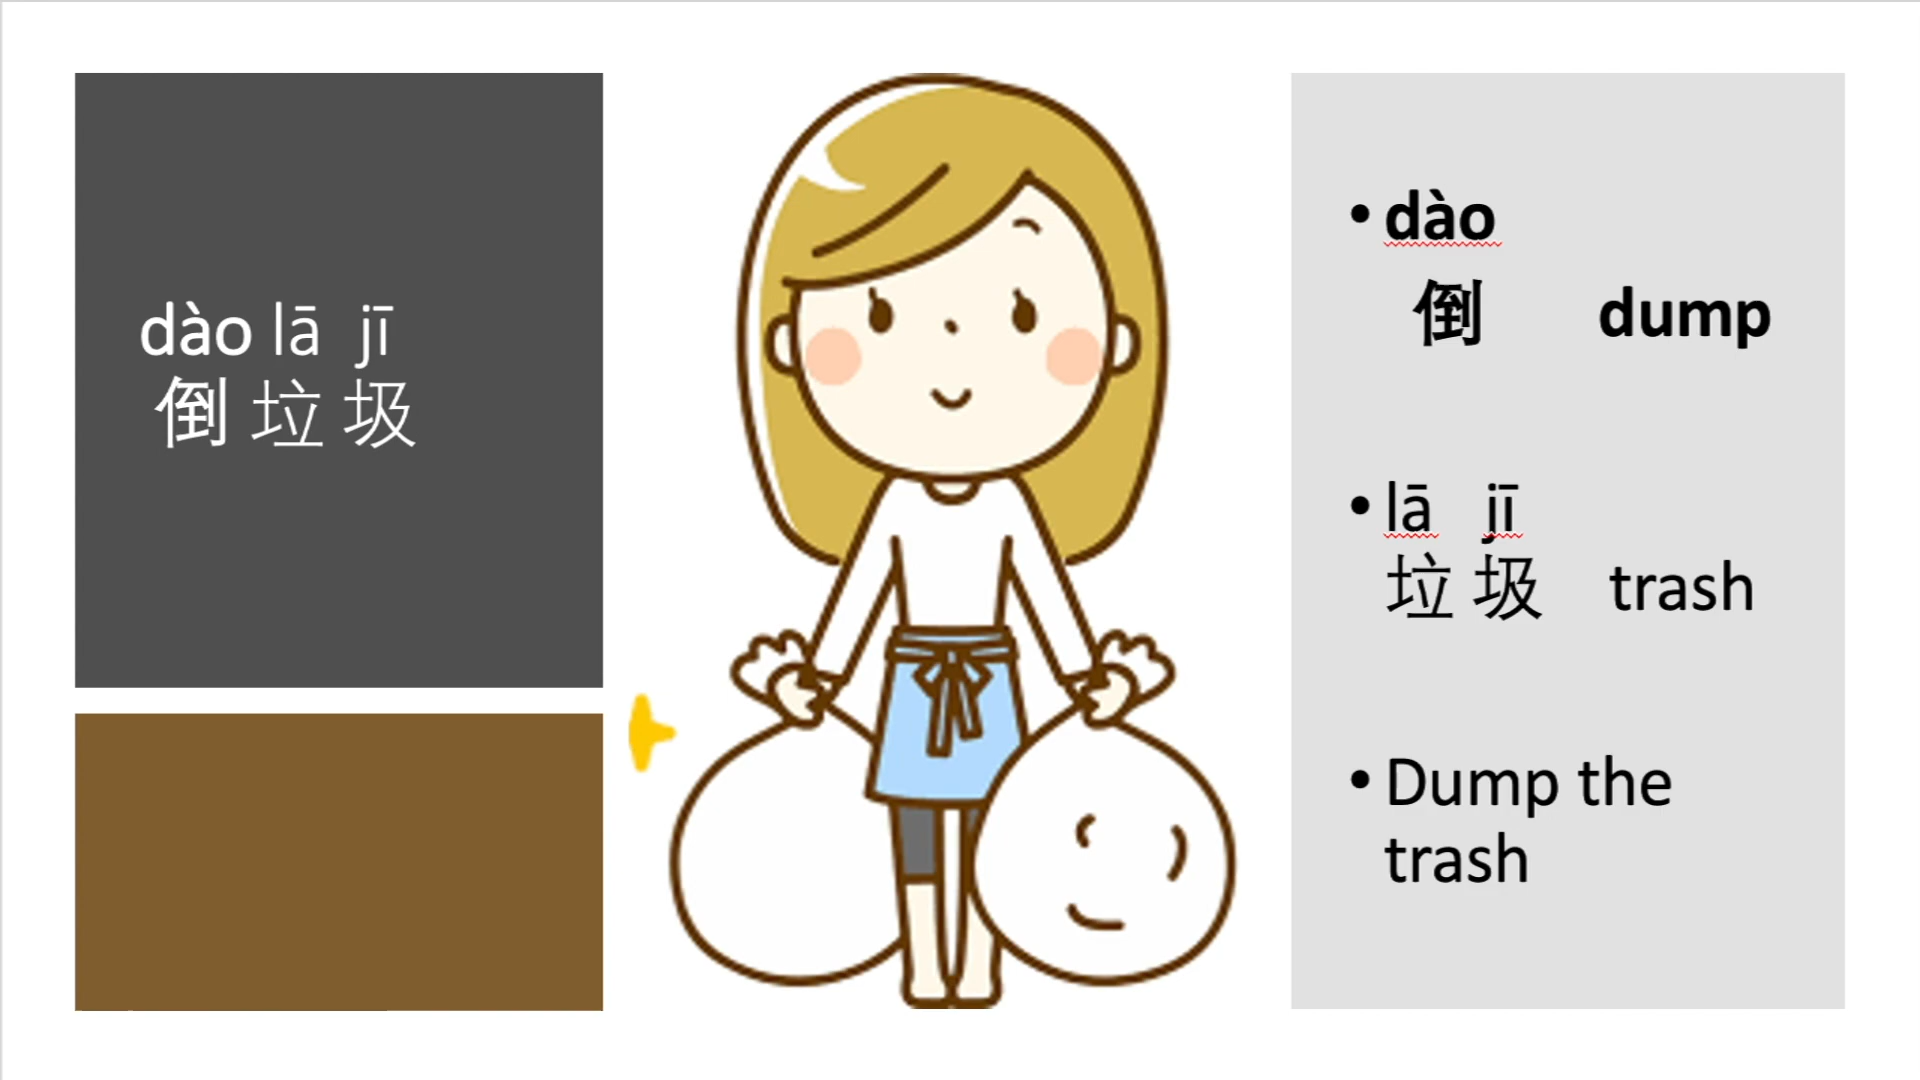 dào lā jī
倒 垃 圾
• dào
倒 dump
• lā jī
垃 圾 trash
• Dump the
trash